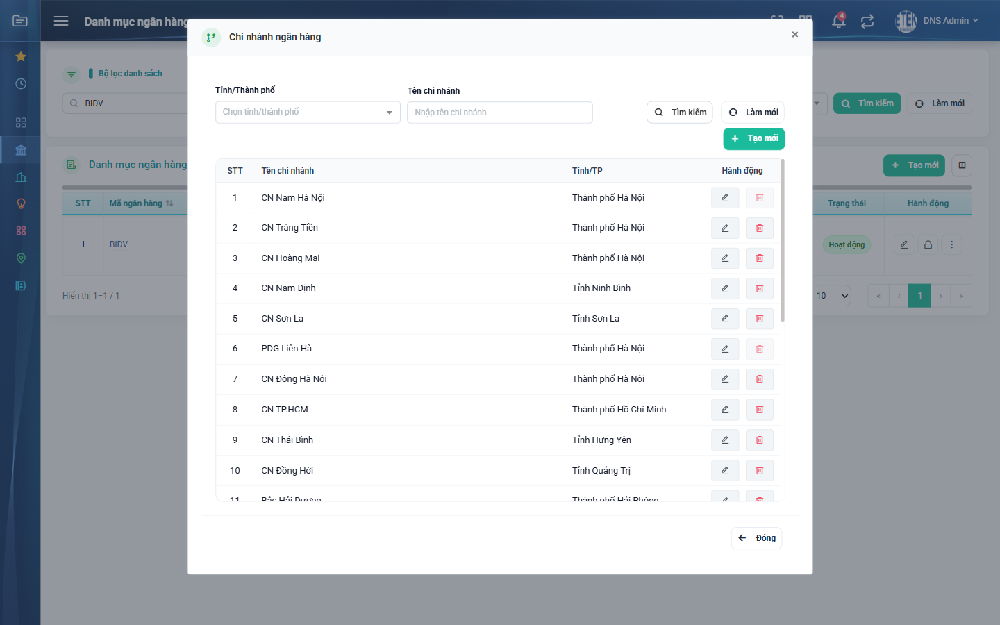 Danh mục ngân hàng
4
DNS Admin
Chi nhánh ngân hàng
×
Bộ lọc danh sách
BIDV
Tìm kiếm
Làm mới
Tỉnh/Thành phố
Tên chi nhánh
Chọn tỉnh/thành phố
Nhập tên chi nhánh
Tìm kiếm
Làm mới
Tạo mới
Danh mục ngân hàng
Tạo mới
STT
Mã ngân hàng
Trạng thái
Hành động
1
BIDV
Hoạt động
Hiển thị 1–1 / 1
10
«
‹
1
›
»
STT Tên chi nhánh Tỉnh/TP Hành động
1 CN Nam Hà Nội Thành phố Hà Nội
2 CN Tràng Tiền Thành phố Hà Nội
3 CN Hoàng Mai Thành phố Hà Nội
4 CN Nam Định Tỉnh Ninh Bình
5 CN Sơn La Tỉnh Sơn La
6 PDG Liên Hà Thành phố Hà Nội
7 CN Đông Hà Nội Thành phố Hà Nội
8 CN TP.HCM Thành phố Hồ Chí Minh
9 CN Thái Bình Tỉnh Hưng Yên
10 CN Đồng Hới Tỉnh Quảng Trị
11 Bắc Hải Dương Thành phố Hải Phòng
Đóng